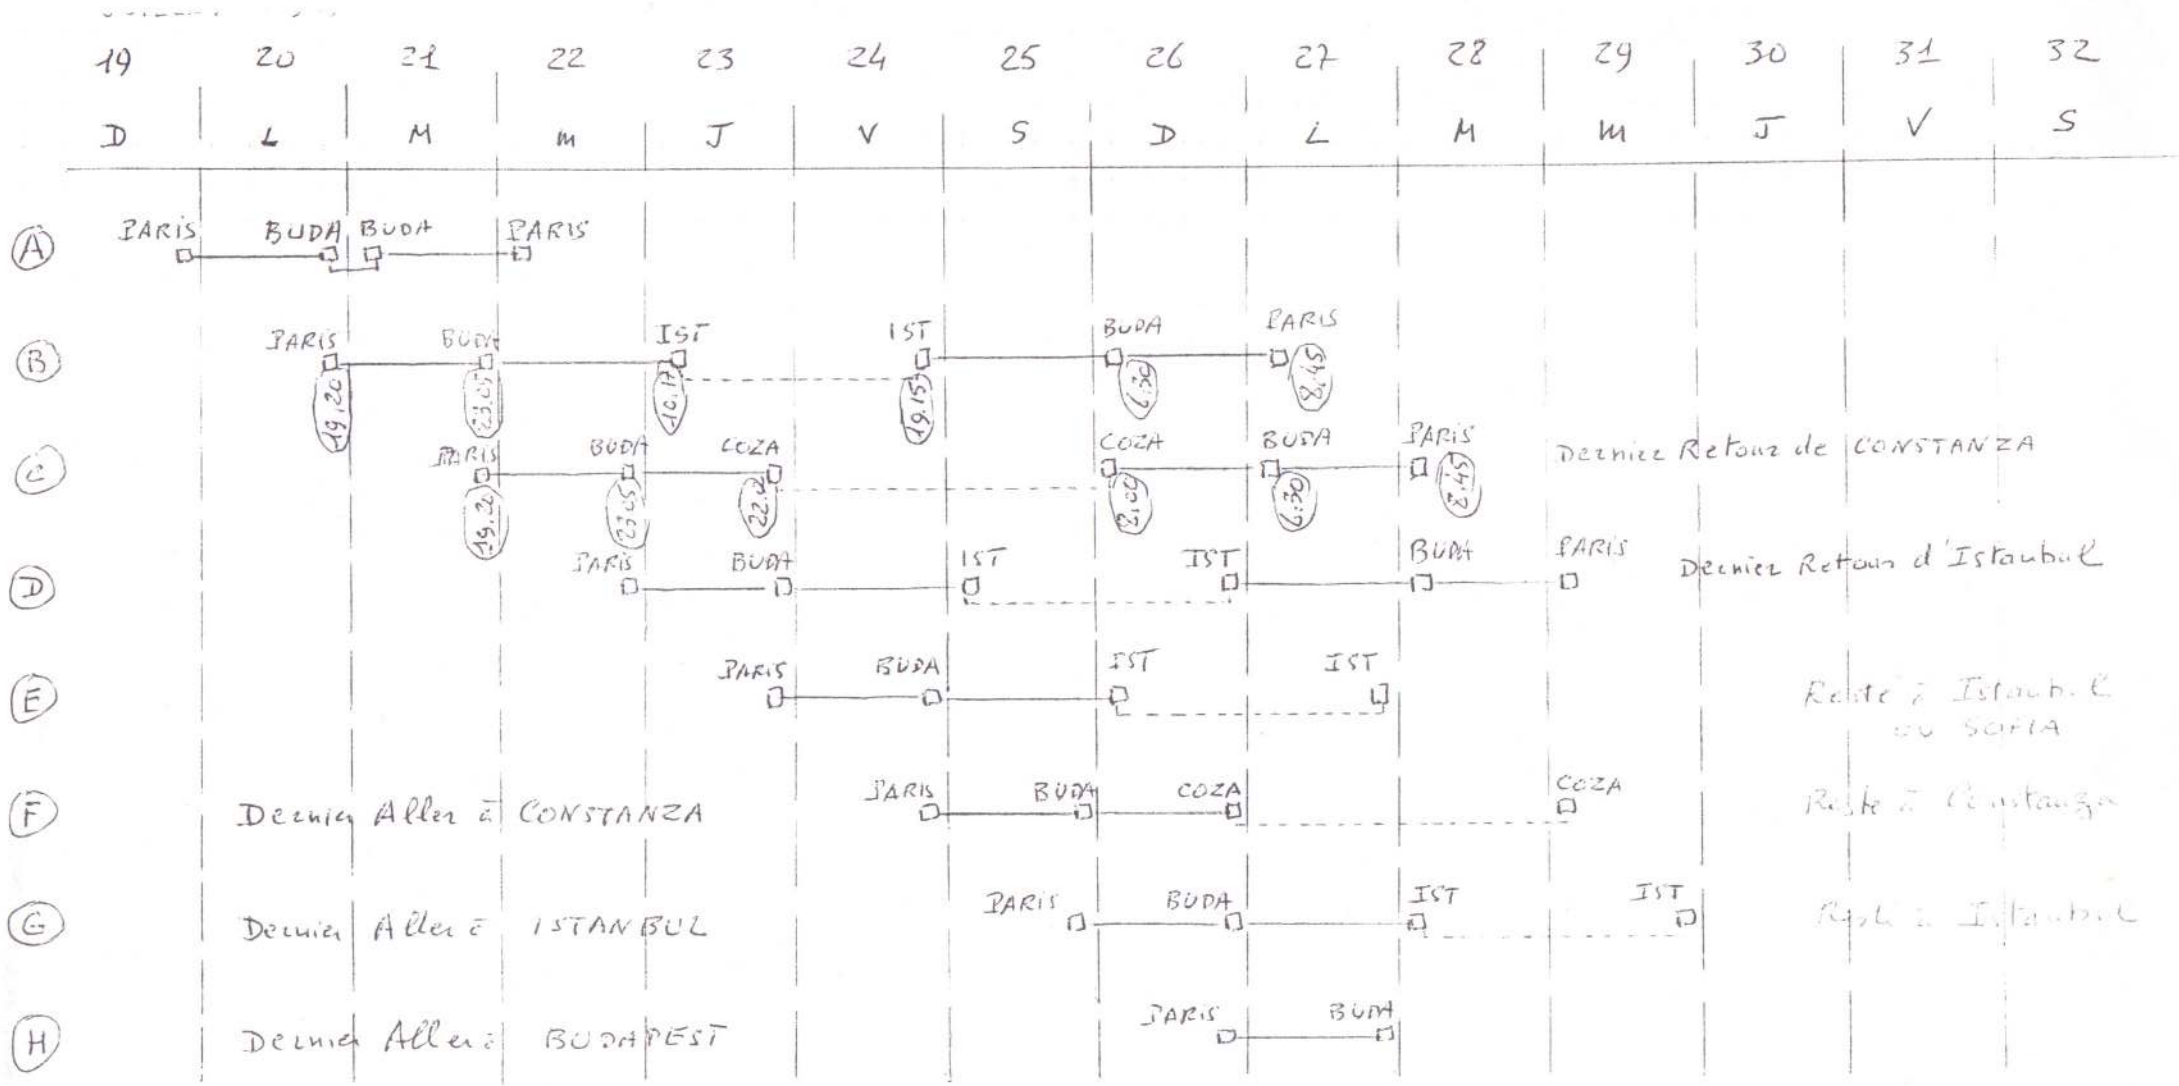 19 20 21 22 23 24 25 26 27 28 29 30 31 32
D L M m J V S D L M m J V S
A PARIS BUDA BUDA PARIS
B PARIS BUDA IST IST BUDA PARIS
19.20 23.05 10.17 19.15 6:30 8.45
C PARIS BUDA COZA COZA BUDA PARIS Dernier Retour de CONSTANZA
19.20 23.05 22.02 8.00 6:30 8.45
D PARIS BUDA IST IST BUDA PARIS Dernier Retour d'Istanbul
E PARIS BUDA IST IST Reste à Istanbul
OU SOFIA
F Dernier Aller à CONSTANZA PARIS BUDA COZA COZA Reste à Constanza
G Dernier Aller à ISTANBUL PARIS BUDA IST IST Reste à Istanbul
H Dernier Aller à BUDAPEST PARIS BUDA